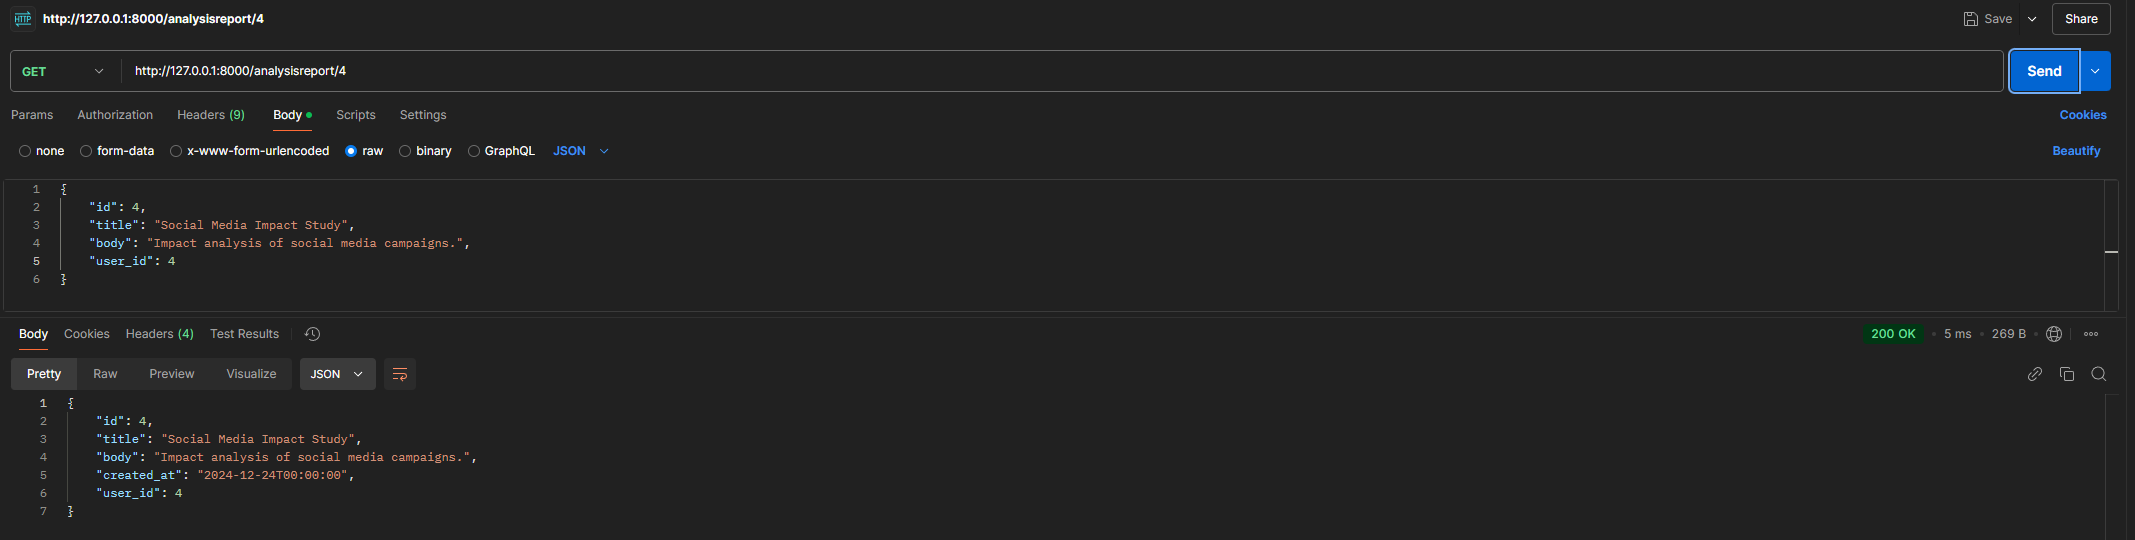 HTTP http://127.0.0.1:8000/analysisreport/4 Save Share
GET http://127.0.0.1:8000/analysisreport/4 Send
Params Authorization Headers (9) Body Scripts Settings Cookies
none form-data x-www-form-urlencoded raw binary GraphQL JSON Beautify
1 {
2 "id": 4,
3 "title": "Social Media Impact Study",
4 "body": "Impact analysis of social media campaigns.",
5 "user_id": 4
6 }
Body Cookies Headers (4) Test Results 200 OK • 5 ms • 269 B •
Pretty Raw Preview Visualize JSON
1 {
2 "id": 4,
3 "title": "Social Media Impact Study",
4 "body": "Impact analysis of social media campaigns.",
5 "created_at": "2024-12-24T00:00:00",
6 "user_id": 4
7 }